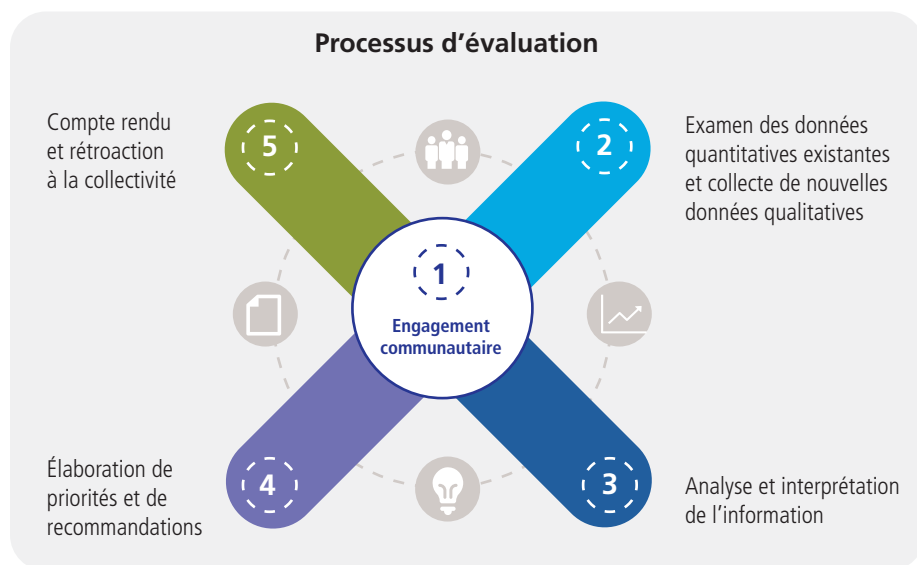 Processus d’évaluation
1
Engagement
communautaire
2
Examen des données
quantitatives existantes
et collecte de nouvelles
données qualitatives
3
Analyse et interprétation
de l’information
4
Élaboration de
priorités et de
recommandations
5
Compte rendu
et rétroaction
à la collectivité